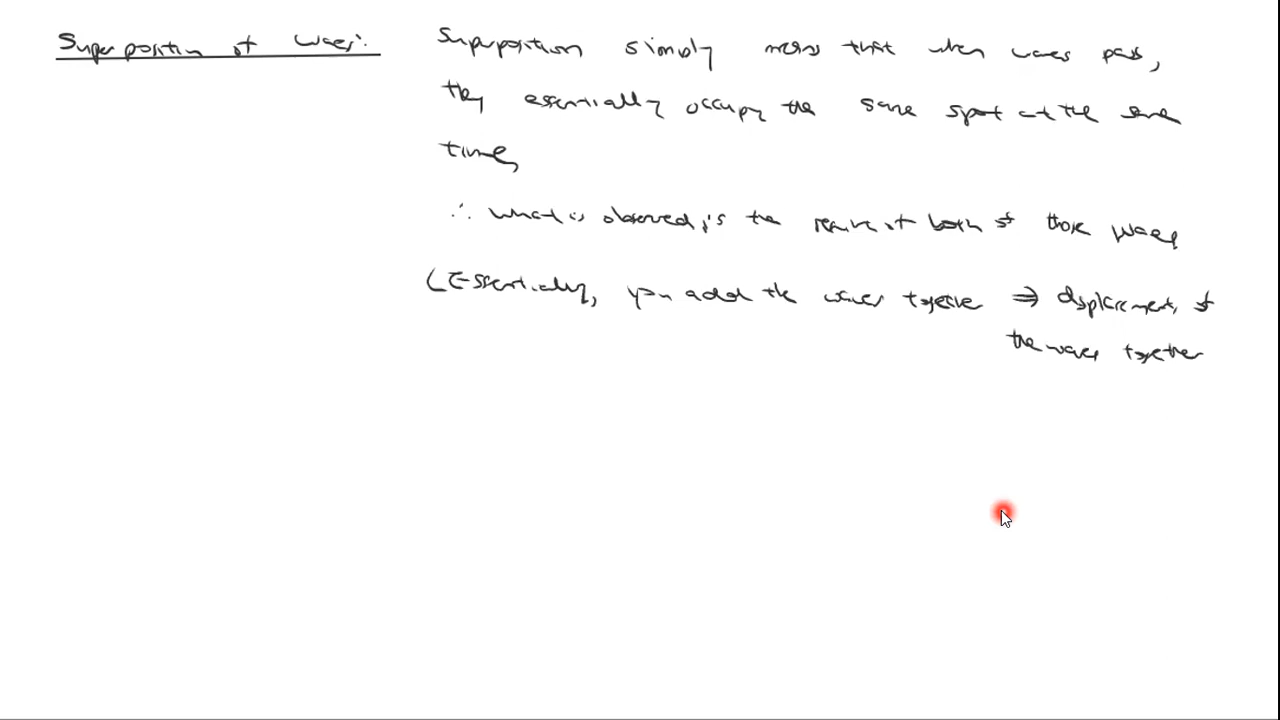 Superposition of Waves:
Superposition simply means that when waves pass,
they essentially occupy the same spot at the same
time,
∴ what is observed, is the result of both of those waves
(Essentially, you add the waves together ⇒ displacements of
the waves together